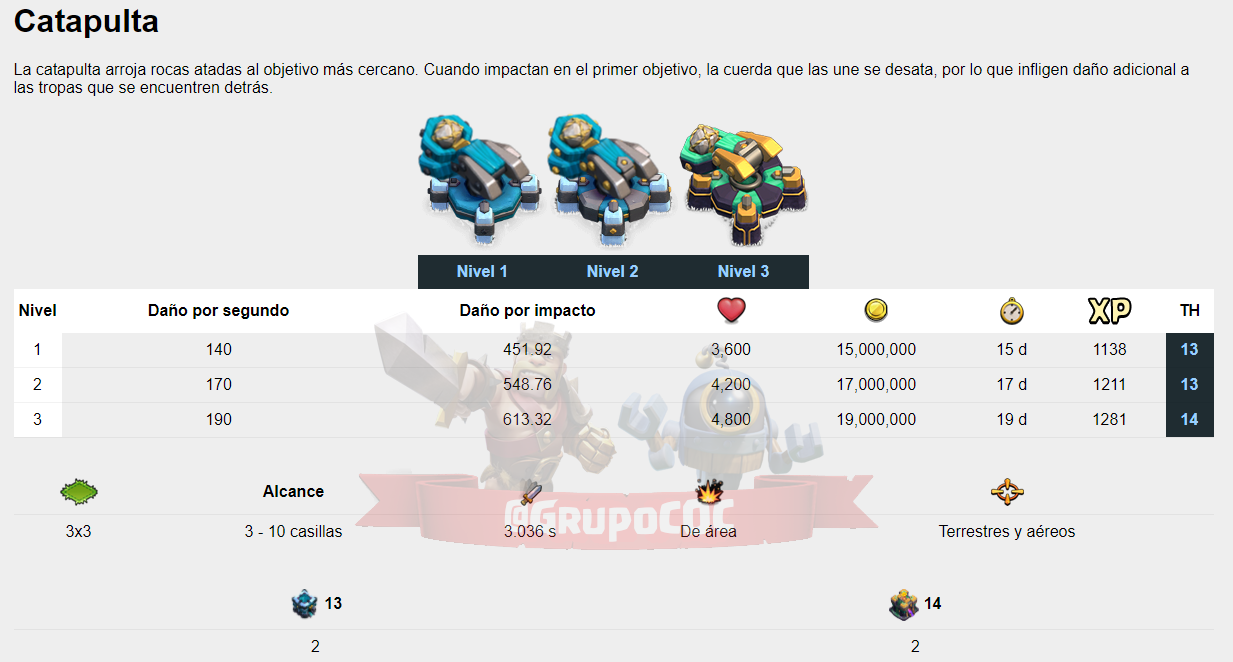 Catapulta
La catapulta arroja rocas atadas al objetivo más cercano. Cuando impactan en el primer objetivo, la cuerda que las une se desata, por lo que infligen daño adicional a
las tropas que se encuentren detrás.
Nivel 1 Nivel 2 Nivel 3
Nivel Daño por segundo Daño por impacto XP TH
1 140 451.92 3,600 15,000,000 15 d 1138 13
2 170 548.76 4,200 17,000,000 17 d 1211 13
3 190 613.32 4,800 19,000,000 19 d 1281 14
Alcance
@GRUPOCOC
3x3 3 - 10 casillas 3.036 s De área Terrestres y aéreos
13 14
2 2